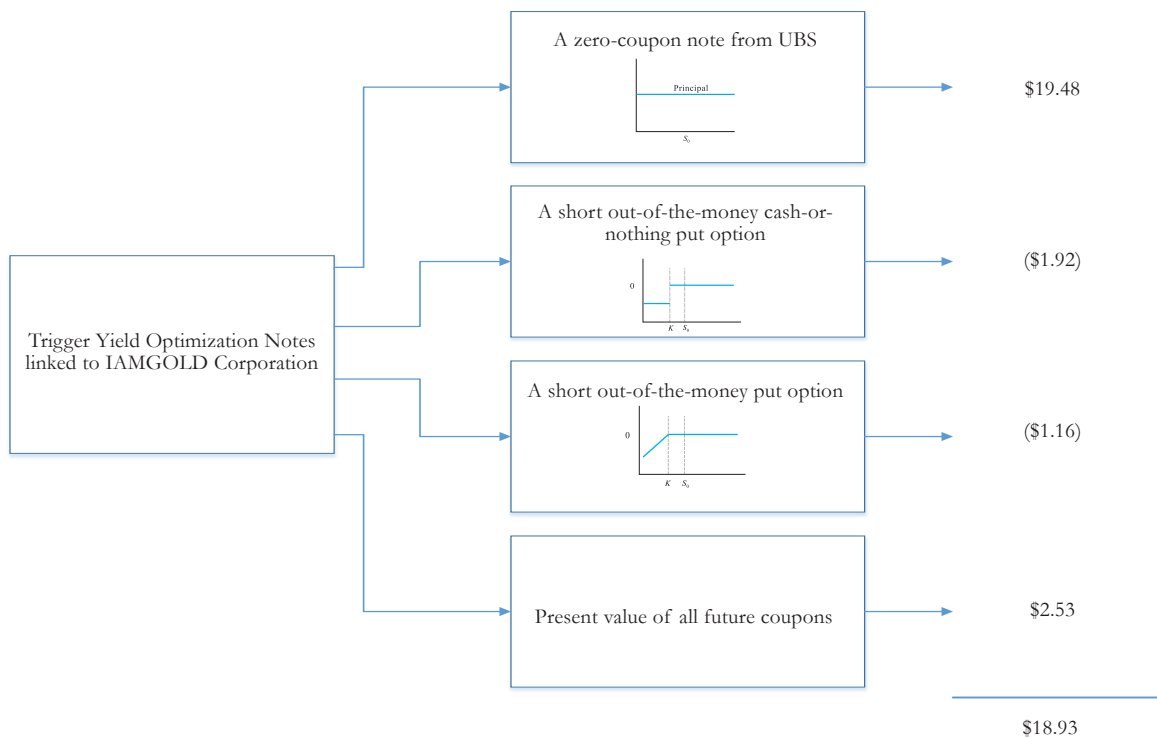 A zero-coupon note from UBS
Principal
S₀
$19.48
A short out-of-the-money cash-or-
nothing put option
0
K
S₀
($1.92)
Trigger Yield Optimization Notes
linked to IAMGOLD Corporation
A short out-of-the-money put option
0
K
S₀
($1.16)
Present value of all future coupons
$2.53
$18.93